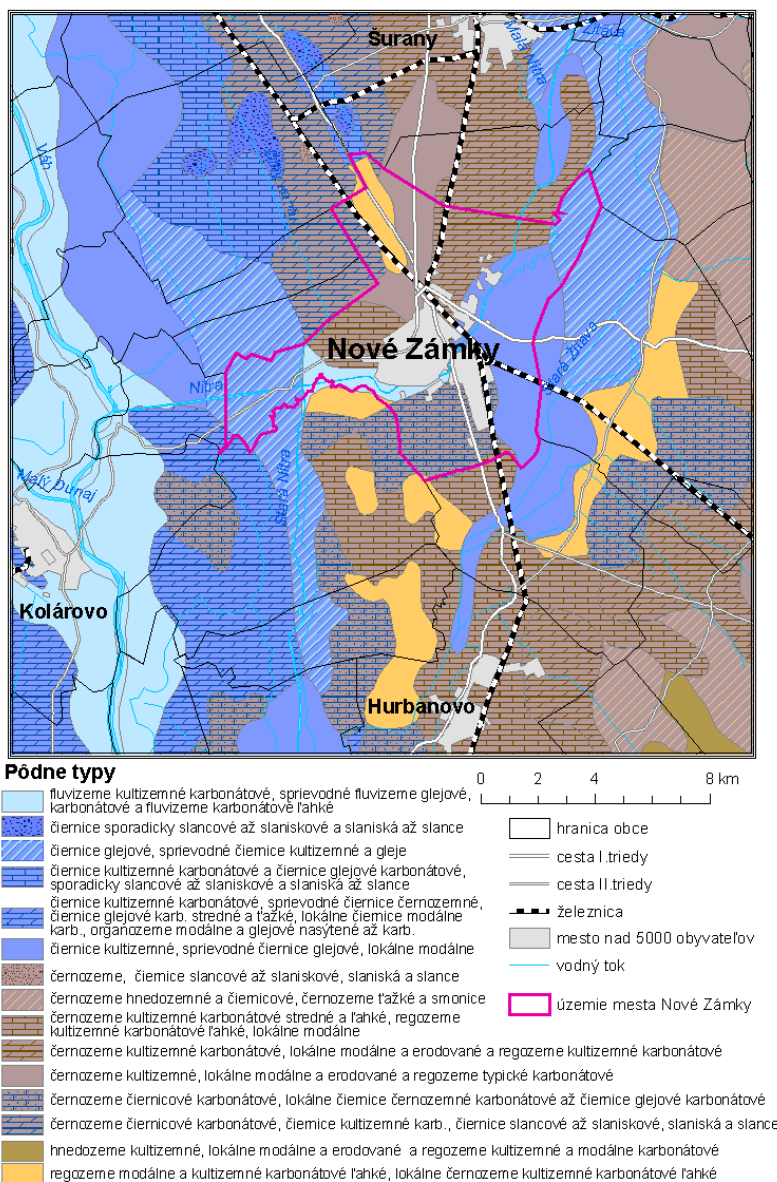 Šurany
Malá Nitra
Žitava
Váh
Nové Zámky
Nitra
Stará Žitava
Stará Nitra
Malý Dunaj
Kolárovo
Hurbanovo
Pôdne typy
0 2 4 8 km
fluvizeme kultizemné karbonátové, sprievodné fluvizeme glejové,
karbonátové a fluvizeme karbonátové ľahké
čiernice sporadicky slancové až slaniskové a slaniská až slance
čiernice glejové, sprievodné čiernice kultizemné a gleje
čiernice kultizemné karbonátové a čiernice glejové karbonátové,
sporadicky slancové až slaniskové a slaniská až slance
čiernice kultizemné karbonátové, sprievodné čiernice černozemné,
čiernice glejové karb. stredné a ťažké, lokálne čiernice modálne
karb., organozeme modálne a glejové nasýtené až karb.
čiernice kultizemné, sprievodné čiernice glejové, lokálne modálne
černozeme, čiernice slancové až slaniskové, slaniská a slance
černozeme hnedozemné a čiernicové, černozeme ťažké a smonice
černozeme kultizemné karbonátové stredné a ľahké, regozeme
kultizemné karbonátové ľahké, lokálne modálne
černozeme kultizemné karbonátové, lokálne modálne a erodované a regozeme kultizemné karbonátové
černozeme kultizemné, lokálne modálne a erodované a regozeme typické karbonátové
černozeme čiernicové karbonátové, lokálne čiernice černozemné karbonátové až čiernice glejové karbonátové
černozeme čiernicové karbonátové, čiernice kultizemné karb., čiernice slancové až slaniskové, slaniská a slance
hnedozeme kultizemné, lokálne modálne a erodované a regozeme kultizemné a modálne karbonátové
regozeme modálne a kultizemné karbonátové ľahké, lokálne černozeme kultizemné karbonátové ľahké
hranica obce
cesta I.triedy
cesta II.triedy
železnica
mesto nad 5000 obyvateľov
vodný tok
územie mesta Nové Zámky